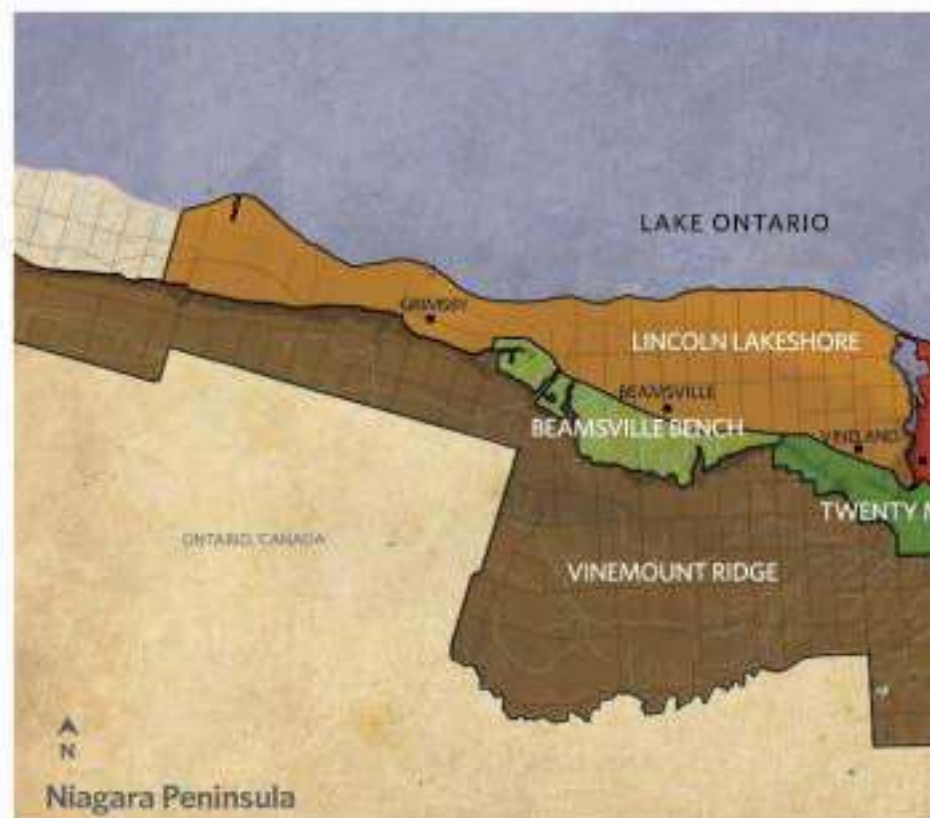 LAKE ONTARIO
GRIMSBY
LINCOLN LAKESHORE
BEAMSVILLE
BEAMSVILLE BENCH
VINELAND
TWENTY M
ONTARIO, CANADA
VINEMOUNT RIDGE
N
Niagara Peninsula